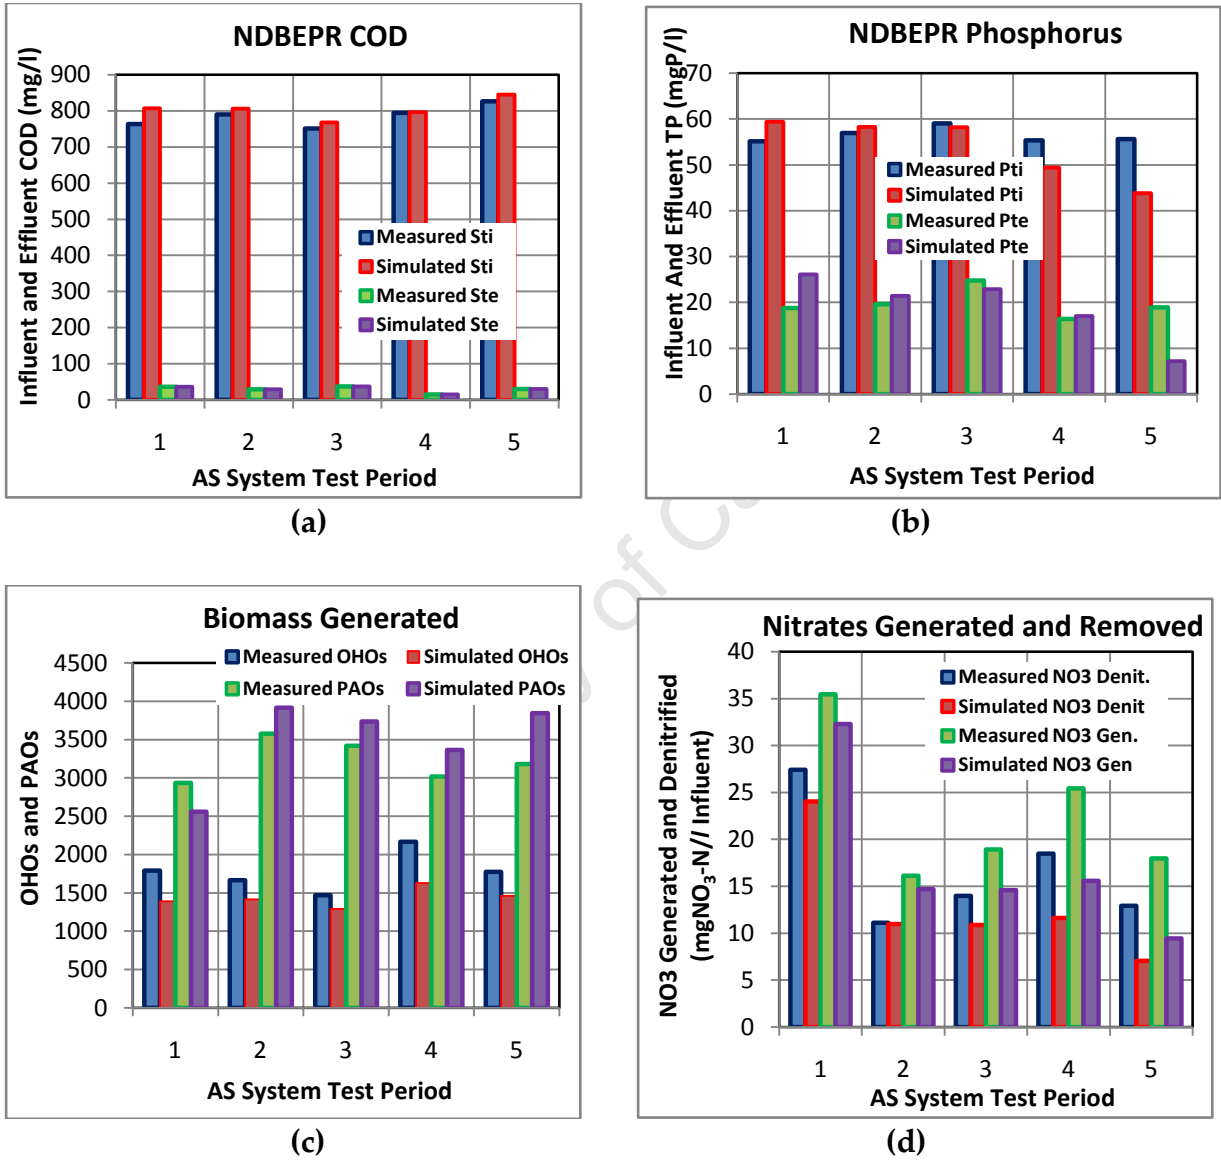 NDBEPR COD
Influent and Effluent COD (mg/l)
900
800
700
600
500
400
300
200
100
0
Measured Sti
Simulated Sti
Measured Ste
Simulated Ste
1 2 3 4 5
AS System Test Period
(a)
NDBEPR Phosphorus
Influent And Effluent TP (mgP/l)
70
60
50
40
30
20
10
0
Measured Pti
Simulated Pti
Measured Pte
Simulated Pte
1 2 3 4 5
AS System Test Period
(b)
Biomass Generated
OHOs and PAOs
4500
4000
3500
3000
2500
2000
1500
1000
500
0
Measured OHOs Simulated OHOs
Measured PAOs Simulated PAOs
1 2 3 4 5
AS System Test Period
(c)
Nitrates Generated and Removed
NO3 Generated and Denitrified
(mgNO3-N// Influent)
40
35
30
25
20
15
10
5
0
Measured NO3 Denit.
Simulated NO3 Denit
Measured NO3 Gen.
Simulated NO3 Gen
1 2 3 4 5
AS System Test Period
(d)
of